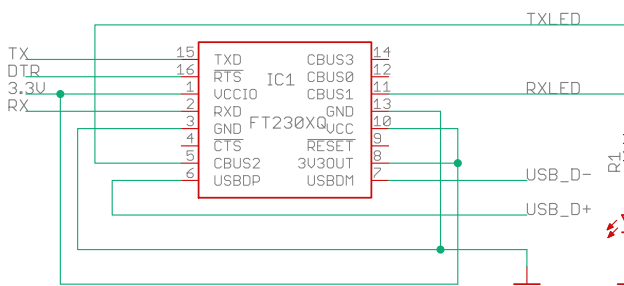 TXLED
TX 15 TXD CBUS3 14
DTR 16 RTS IC1 CBUS0 12
3.3V 1 VCCIO CBUS1 11 RXLED
RX 2 RXD GND 13
3 GND FT230XQ VCC 10
4 CTS RESET 9
5 CBUS2 3V3OUT 8
6 USBDP USBDM 7 USB_D-
USB_D+
R1